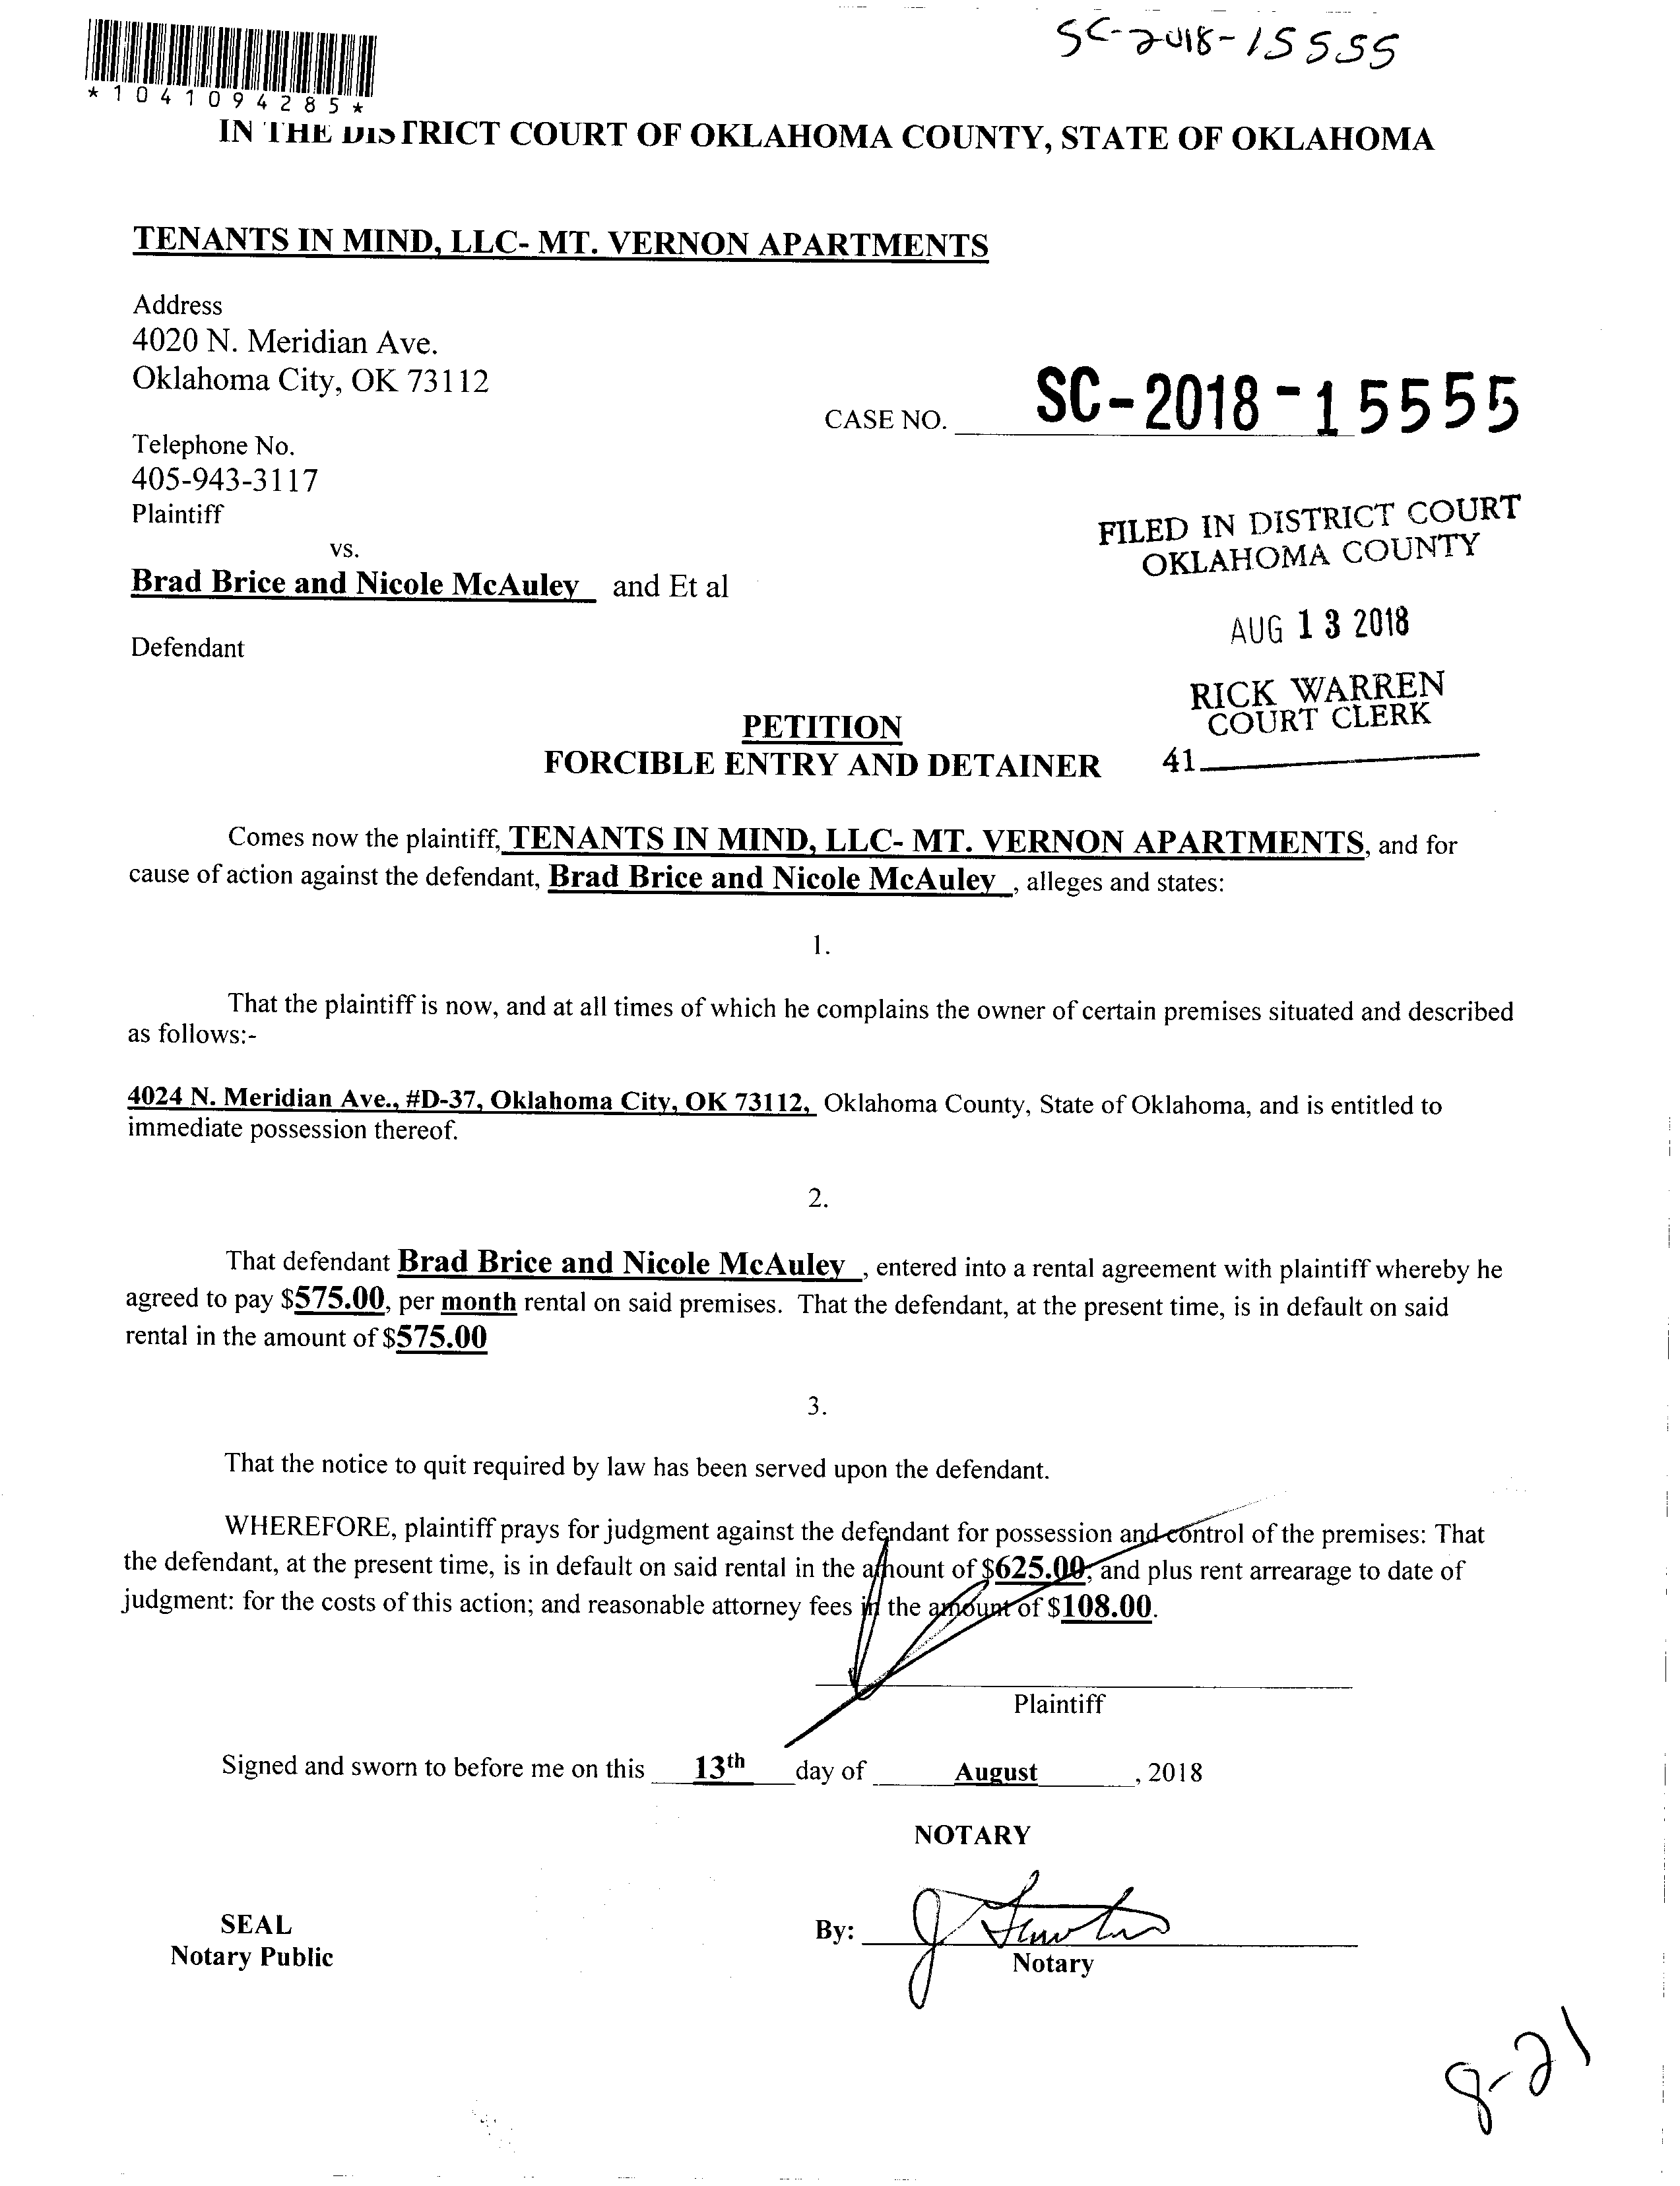 SC-2018-15555
*1041094285*
IN THE DISTRICT COURT OF OKLAHOMA COUNTY, STATE OF OKLAHOMA
TENANTS IN MIND, LLC- MT. VERNON APARTMENTS
Address
4020 N. Meridian Ave.
Oklahoma City, OK 73112
CASE NO. SC-2018-15555
Telephone No.
405-943-3117
Plaintiff
vs.
Brad Brice and Nicole McAuley and Et al
Defendant
FILED IN DISTRICT COURT
OKLAHOMA COUNTY
AUG 13 2018
RICK WARREN
COURT CLERK
41
PETITION
FORCIBLE ENTRY AND DETAINER
Comes now the plaintiff, TENANTS IN MIND, LLC- MT. VERNON APARTMENTS, and for
cause of action against the defendant, Brad Brice and Nicole McAuley , alleges and states:
1.
That the plaintiff is now, and at all times of which he complains the owner of certain premises situated and described
as follows:-
4024 N. Meridian Ave., #D-37, Oklahoma City, OK 73112, Oklahoma County, State of Oklahoma, and is entitled to
immediate possession thereof.
2.
That defendant Brad Brice and Nicole McAuley , entered into a rental agreement with plaintiff whereby he
agreed to pay $575.00, per month rental on said premises. That the defendant, at the present time, is in default on said
rental in the amount of $575.00
3.
That the notice to quit required by law has been served upon the defendant.
WHEREFORE, plaintiff prays for judgment against the defendant for possession and control of the premises: That
the defendant, at the present time, is in default on said rental in the amount of $625.00, and plus rent arrearage to date of
judgment: for the costs of this action; and reasonable attorney fees in the amount of $108.00.
Plaintiff
Signed and sworn to before me on this 13th day of August , 2018
NOTARY
SEAL
Notary Public
By:
Notary
8-21